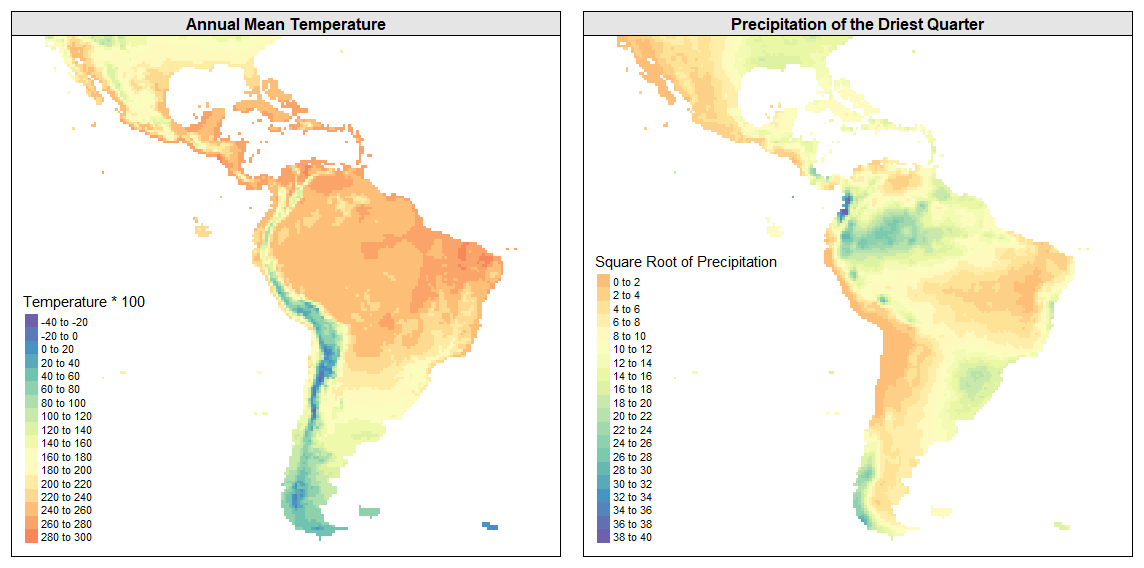 Annual Mean Temperature
Temperature * 100
-40 to -20
-20 to 0
0 to 20
20 to 40
40 to 60
60 to 80
80 to 100
100 to 120
120 to 140
140 to 160
160 to 180
180 to 200
200 to 220
220 to 240
240 to 260
260 to 280
280 to 300
Precipitation of the Driest Quarter
Square Root of Precipitation
0 to 2
2 to 4
4 to 6
6 to 8
8 to 10
10 to 12
12 to 14
14 to 16
16 to 18
18 to 20
20 to 22
22 to 24
24 to 26
26 to 28
28 to 30
30 to 32
32 to 34
34 to 36
36 to 38
38 to 40